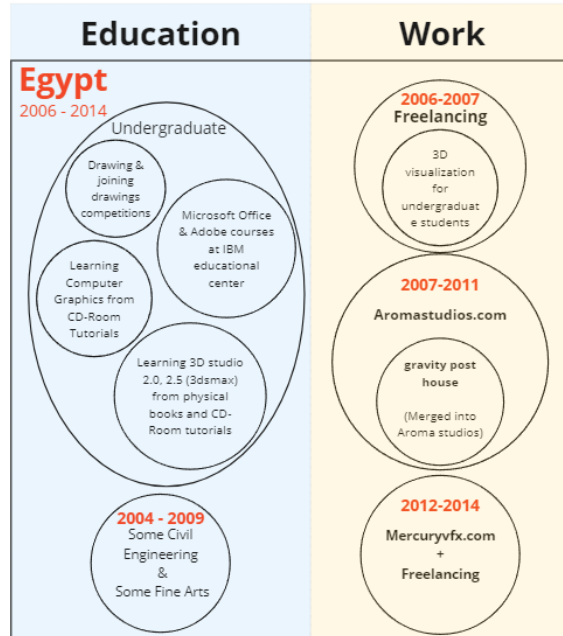 Education
Work
Egypt
2006 - 2014
Undergraduate
Drawing &
joining
drawings
competitions
Microsoft Office
& Adobe courses
at IBM
educational
center
Learning
Computer
Graphics from
CD-Room
Tutorials
Learning 3D studio
2.0, 2.5 (3dsmax)
from physical
books and CD-
Room tutorials
2004 - 2009
Some Civil
Engineering
&
Some Fine Arts
2006-2007
Freelancing
3D
visualization
for
undergraduat
e students
2007-2011
Aromastudios.com
gravity post
house
(Merged into
Aroma studios)
2012-2014
Mercuryvfx.com
+
Freelancing